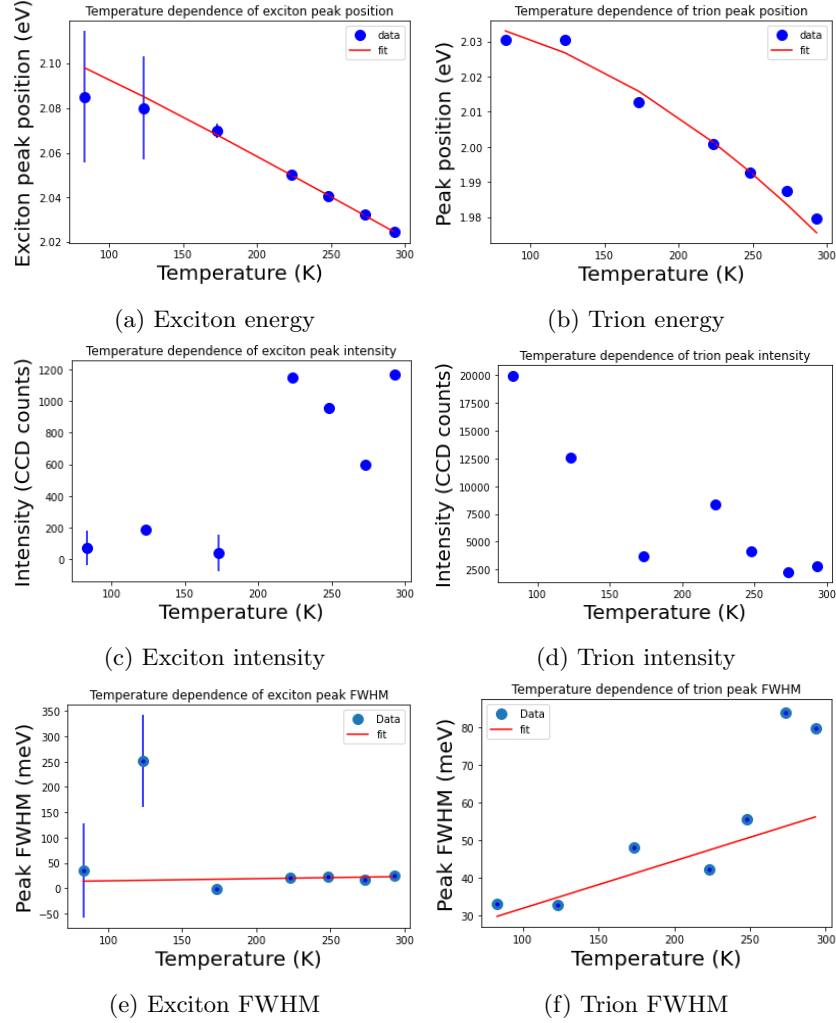 Temperature dependence of exciton peak position
Exciton peak position (eV)
2.10
2.08
2.06
2.04
2.02
data
fit
100
150
200
250
300
Temperature (K)
(a) Exciton energy
Temperature dependence of trion peak position
Peak position (eV)
2.03
2.02
2.01
2.00
1.99
1.98
data
fit
100
150
200
250
300
Temperature (K)
(b) Trion energy
Temperature dependence of exciton peak intensity
Intensity (CCD counts)
1200
1000
800
600
400
200
0
100
150
200
250
300
Temperature (K)
(c) Exciton intensity
Temperature dependence of trion peak intensity
Intensity (CCD counts)
20000
17500
15000
12500
10000
7500
5000
2500
100
150
200
250
300
Temperature (K)
(d) Trion intensity
Temperature dependence of exciton peak FWHM
Peak FWHM (meV)
350
300
250
200
150
100
50
0
−50
Data
fit
100
150
200
250
300
Temperature (K)
(e) Exciton FWHM
Temperature dependence of trion peak FWHM
Peak FWHM (meV)
80
70
60
50
40
30
Data
fit
100
150
200
250
300
Temperature (K)
(f) Trion FWHM